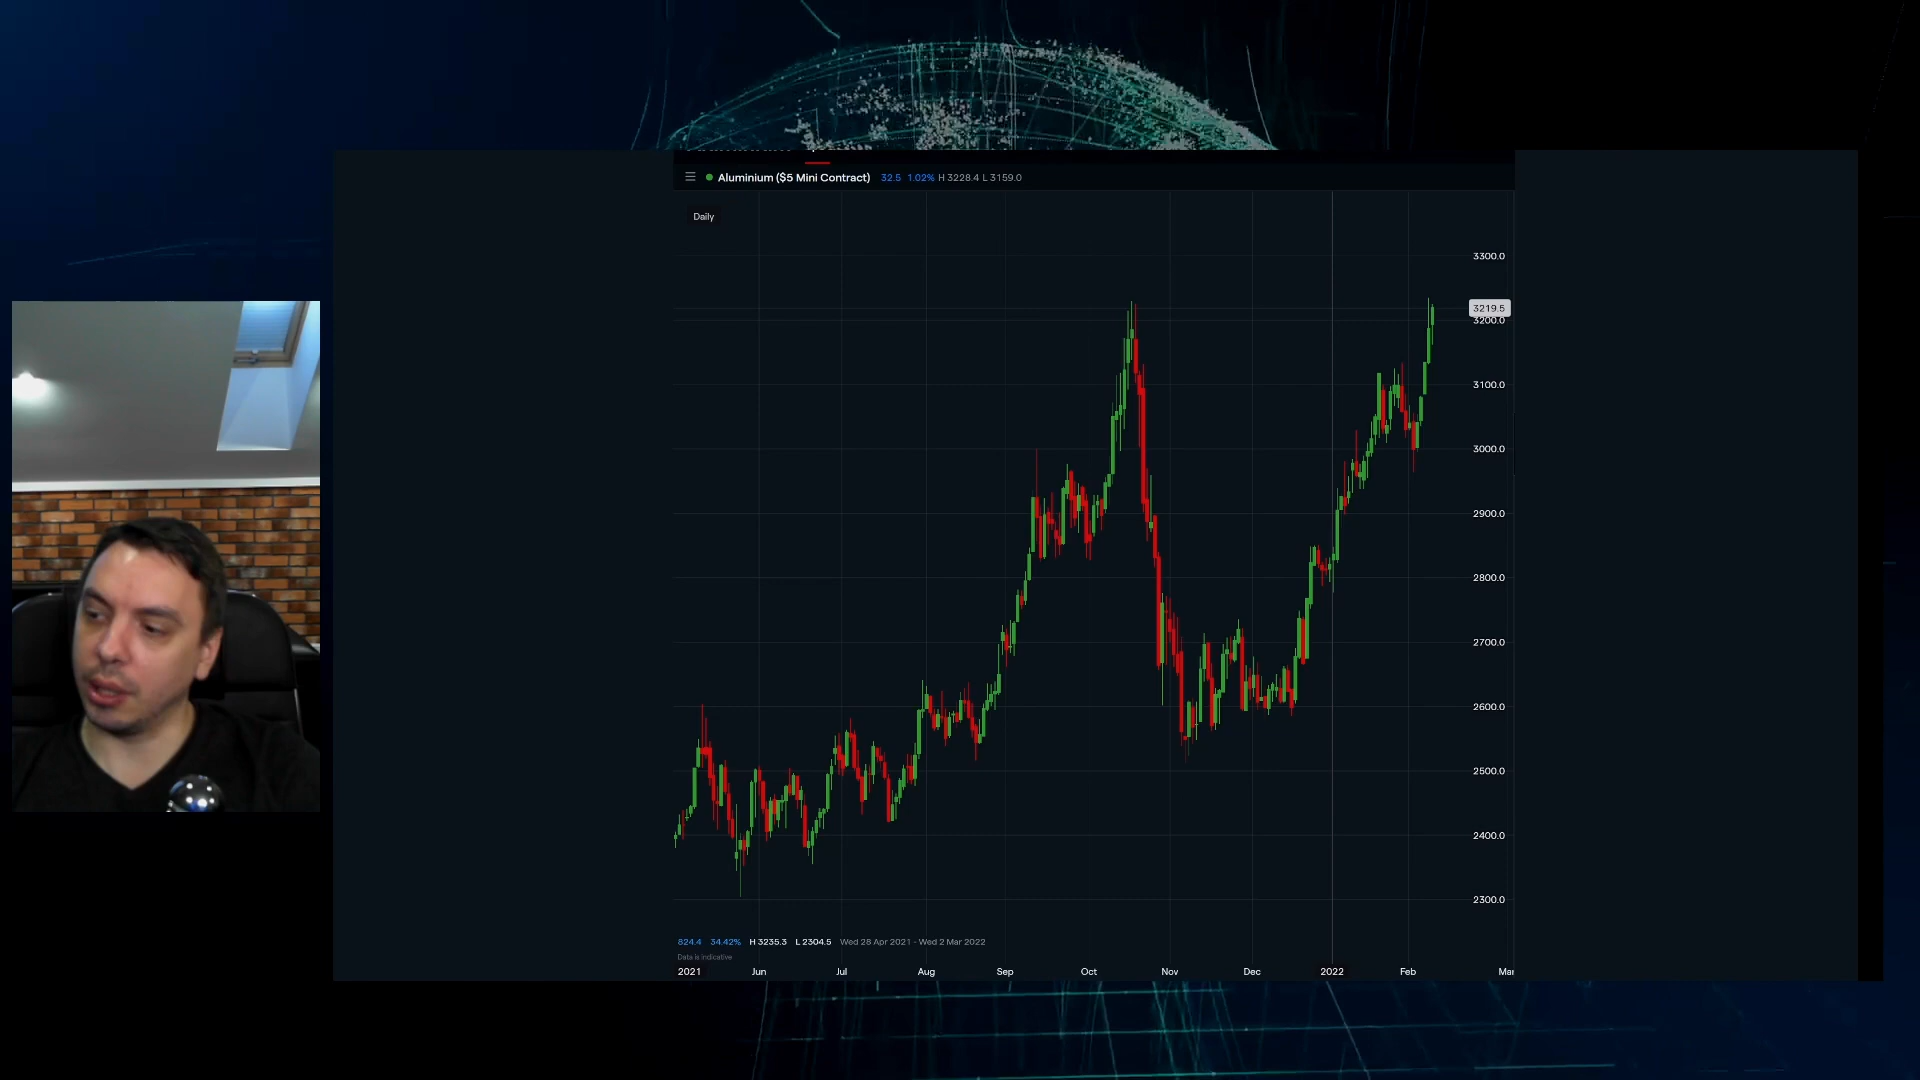 Aluminium ($5 Mini Contract) 32.5 1.02% H 3228.4 L 3159.0
Daily
3300.0
3219.5
3200.0
3100.0
3000.0
2900.0
2800.0
2700.0
2600.0
2500.0
2400.0
2300.0
824.4 34.42% H 3235.3 L 2304.5 Wed 28 Apr 2021 - Wed 2 Mar 2022
Data is indicative
2021 Jun Jul Aug Sep Oct Nov Dec 2022 Feb Mar